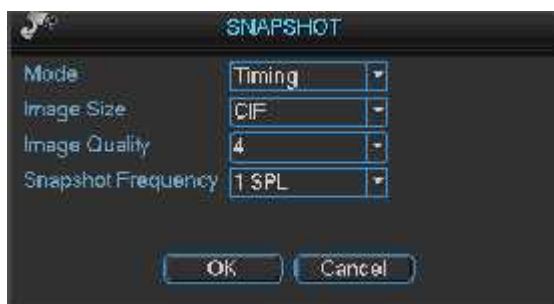 SNAPSHOT
Mode Timing
Image Size CIF
Image Quality 4
Snapshot Frequency 1 SPL
OK Cancel